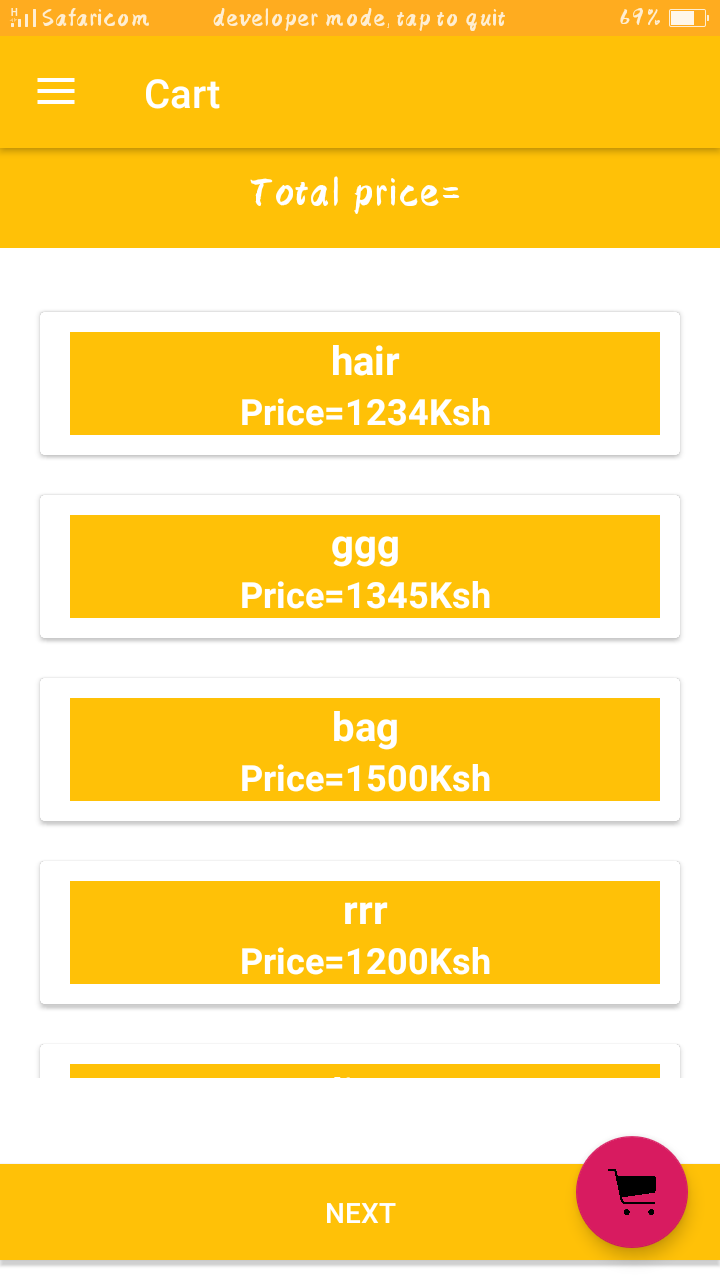 Safaricom developer mode, tap to quit 69%
Cart
Total price=
hair
Price=1234Ksh
ggg
Price=1345Ksh
bag
Price=1500Ksh
rrr
Price=1200Ksh
NEXT